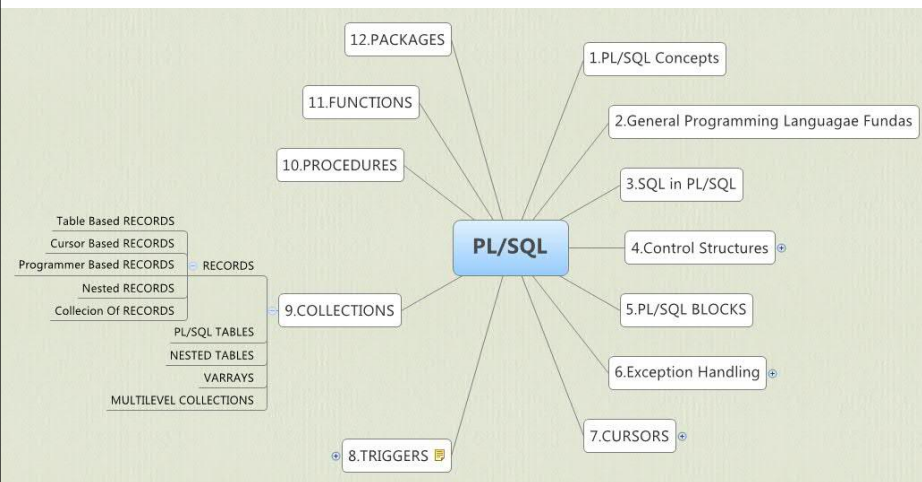 PL/SQL
1.PL/SQL Concepts
2.General Programming Languagae Fundas
3.SQL in PL/SQL
4.Control Structures
5.PL/SQL BLOCKS
6.Exception Handling
7.CURSORS
8.TRIGGERS
9.COLLECTIONS
RECORDS
Table Based RECORDS
Cursor Based RECORDS
Programmer Based RECORDS
Nested RECORDS
Collecion Of RECORDS
PL/SQL TABLES
NESTED TABLES
VARRAYS
MULTILEVEL COLLECTIONS
10.PROCEDURES
11.FUNCTIONS
12.PACKAGES